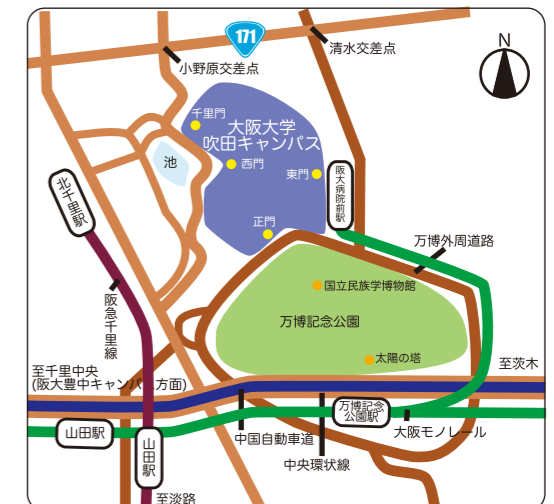 171
清水交差点
N
小野原交差点
千里門
大阪大学
吹田キャンパス
池
西門
東門
阪大病院前駅
北千里駅
正門
万博外周道路
国立民族学博物館
阪急千里線
万博記念公園
太陽の塔
至千里中央
(阪大豊中キャンパス方面)
至茨木
万博記念
公園駅
山田駅
山田駅
中国自動車道
大阪モノレール
中央環状線
至淡路